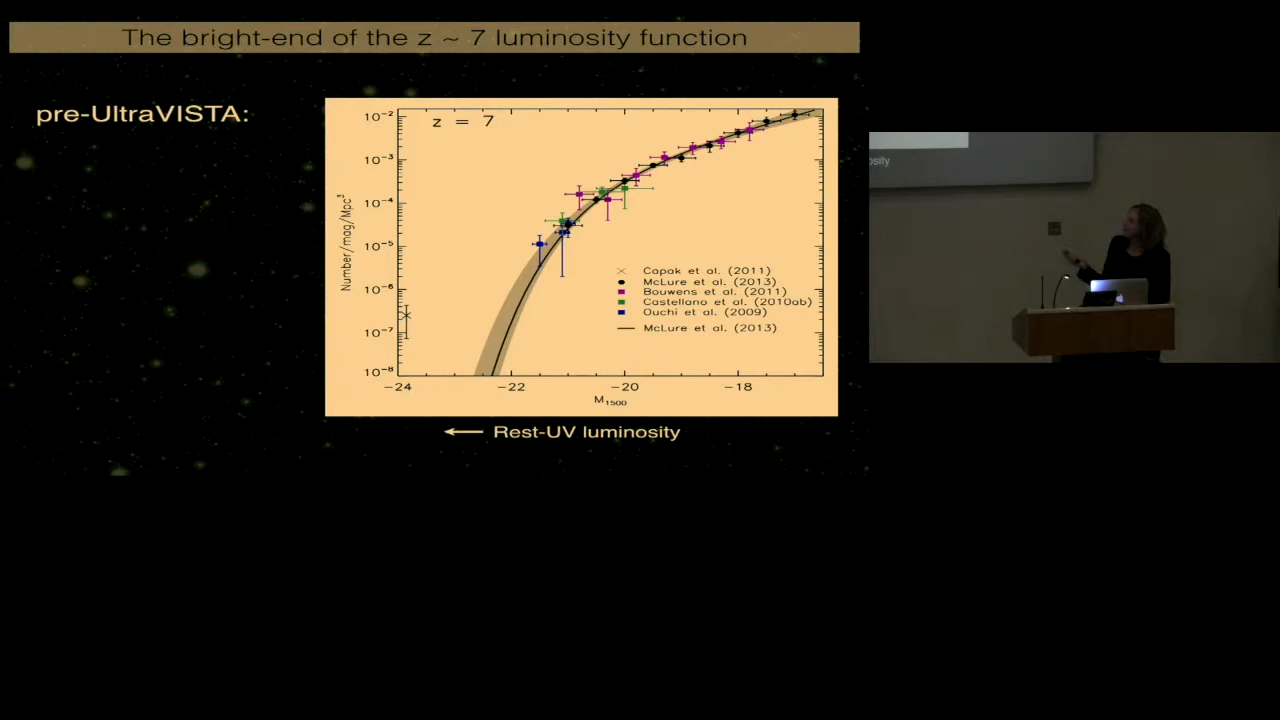 The bright-end of the z ~ 7 luminosity function
pre-UltraVISTA:
z = 7
10⁻²
10⁻³
10⁻⁴
10⁻⁵
10⁻⁶
10⁻⁷
10⁻⁸
Number/mag/Mpc³
Capak et al. (2011)
McLure et al. (2013)
Bouwens et al. (2011)
Castellano et al. (2010ab)
Ouchi et al. (2009)
McLure et al. (2013)
−24 −22 −20 −18
M₁₅₀₀
Rest-UV luminosity
osity